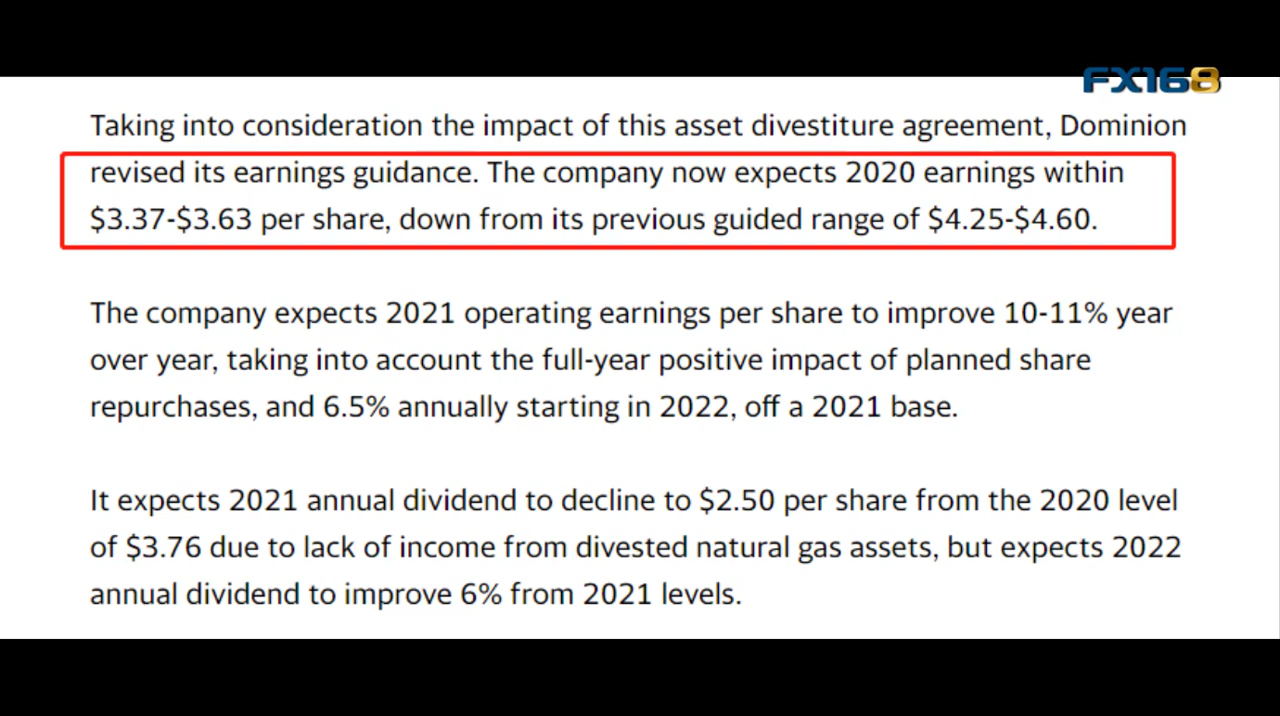 FX168
Taking into consideration the impact of this asset divestiture agreement, Dominion
revised its earnings guidance. The company now expects 2020 earnings within
$3.37-$3.63 per share, down from its previous guided range of $4.25-$4.60.
The company expects 2021 operating earnings per share to improve 10-11% year
over year, taking into account the full-year positive impact of planned share
repurchases, and 6.5% annually starting in 2022, off a 2021 base.
It expects 2021 annual dividend to decline to $2.50 per share from the 2020 level
of $3.76 due to lack of income from divested natural gas assets, but expects 2022
annual dividend to improve 6% from 2021 levels.